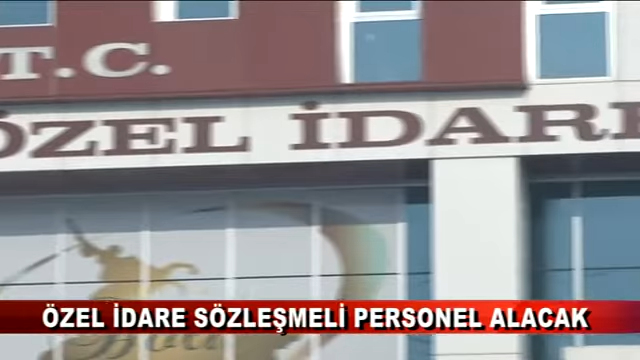 T.C.
ÖZEL İDARE
ÖZEL İDARE SÖZLEŞMELİ PERSONEL ALACAK